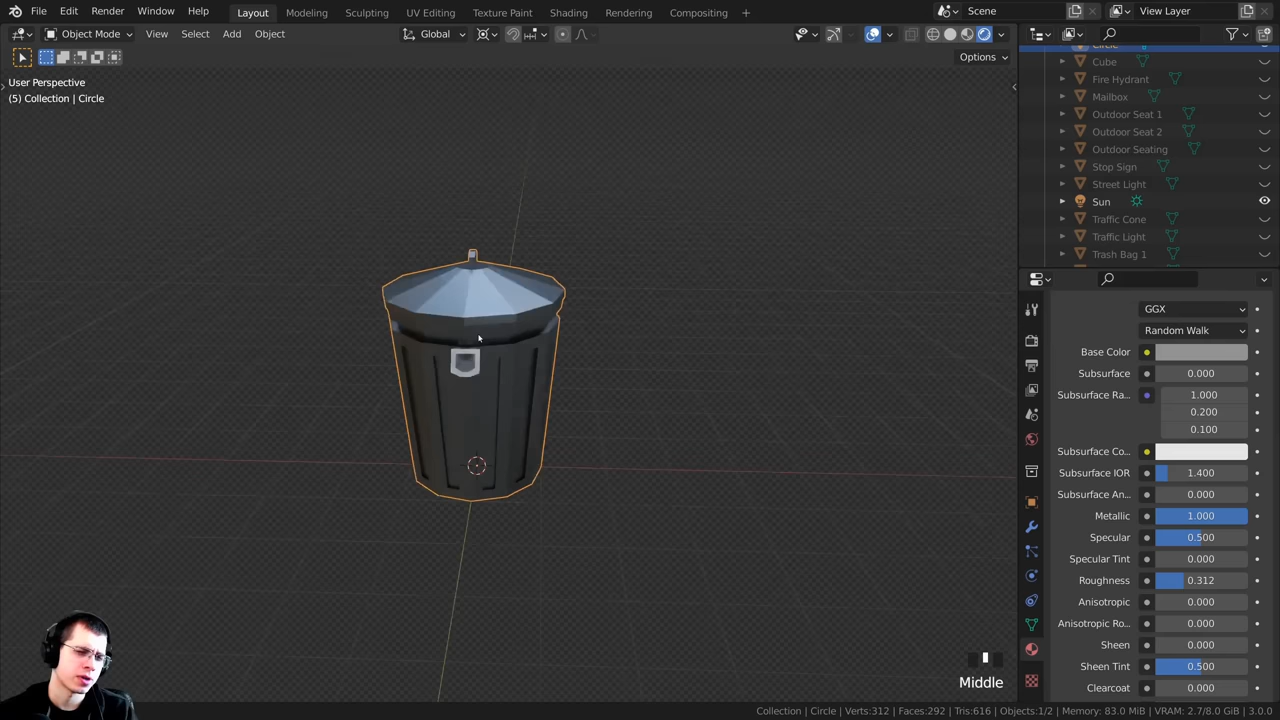 File Edit Render Window Help Layout Modeling Sculpting UV Editing Texture Paint Shading Rendering Compositing + Scene View Layer
Object Mode View Select Add Object Global
Options
User Perspective
(5) Collection | Circle
Circle
Cube
Fire Hydrant
Mailbox
Outdoor Seat 1
Outdoor Seat 2
Outdoor Seating
Stop Sign
Street Light
Sun
Traffic Cone
Traffic Light
Trash Bag 1
GGX
Random Walk
Base Color
Subsurface 0.000
Subsurface Ra... 1.000
0.200
0.100
Subsurface Co...
Subsurface IOR 1.400
Subsurface An... 0.000
Metallic 1.000
Specular 0.500
Specular Tint 0.000
Roughness 0.312
Anisotropic 0.000
Anisotropic Ro... 0.000
Sheen 0.000
Sheen Tint 0.500
Clearcoat 0.000
Middle
Collection | Circle | Verts:312 | Faces:292 | Tris:616 | Objects:1/2 | Memory: 83.0 MiB | VRAM: 2.7/8.0 GiB | 3.0.0